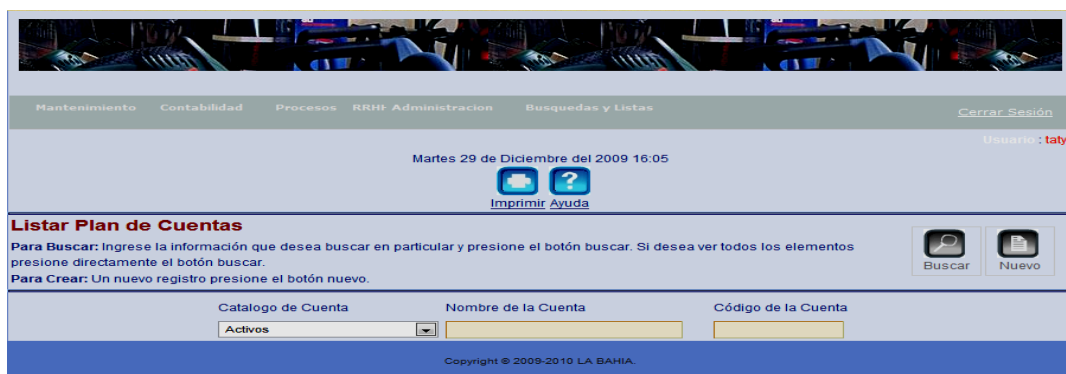 Mantenimiento Contabilidad Procesos RRHH Administracion Busquedas y Listas
Cerrar Sesión
Usuario : taty
Martes 29 de Diciembre del 2009 16:05
Imprimir Ayuda
Listar Plan de Cuentas
Para Buscar: Ingrese la información que desea buscar en particular y presione el botón buscar. Si desea ver todos los elementos
presione directamente el botón buscar.
Para Crear: Un nuevo registro presione el botón nuevo.
Buscar Nuevo
Catalogo de Cuenta Nombre de la Cuenta Código de la Cuenta
Activos
Copyright © 2009-2010 LA BAHIA.